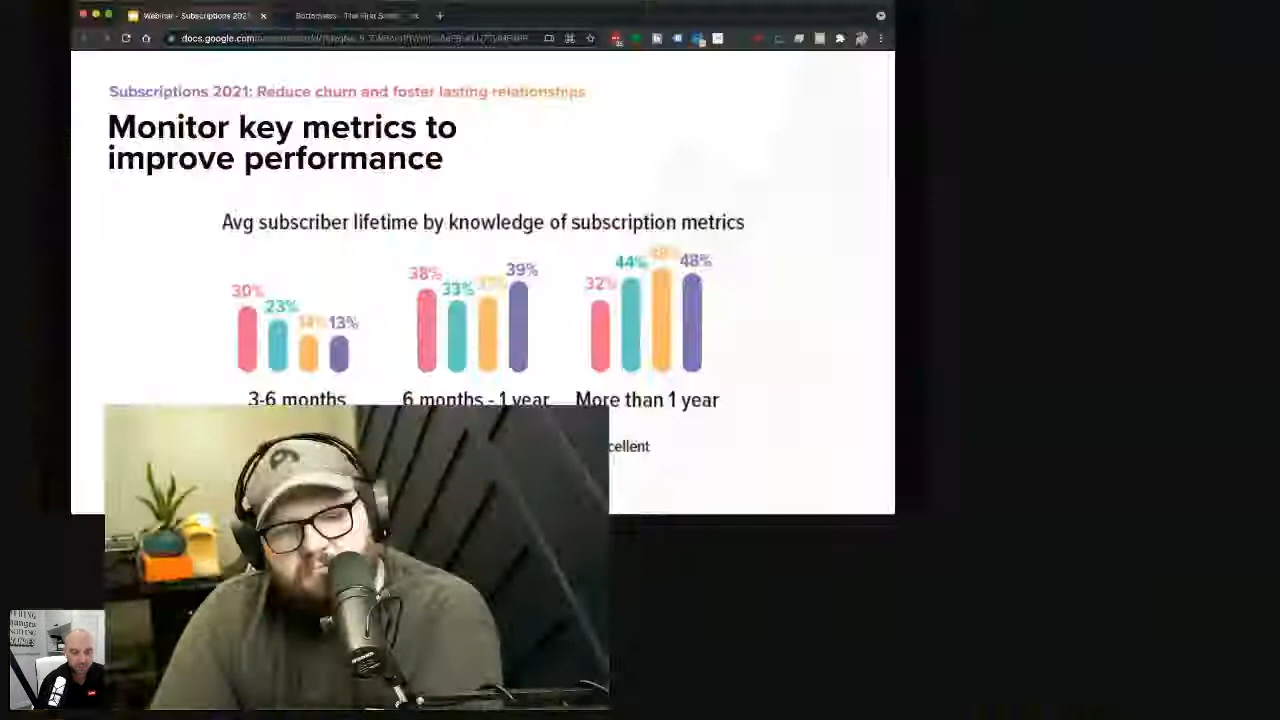 Webinar - Subscriptions 2021
docs.google.com
Subscriptions 2021: Reduce churn and foster lasting relationships
Monitor key metrics to
improve performance
Avg subscriber lifetime by knowledge of subscription metrics
30% 23% 14% 13%
38% 33% 39%
32% 44% 48%
3-6 months 6 months - 1 year More than 1 year
cellent